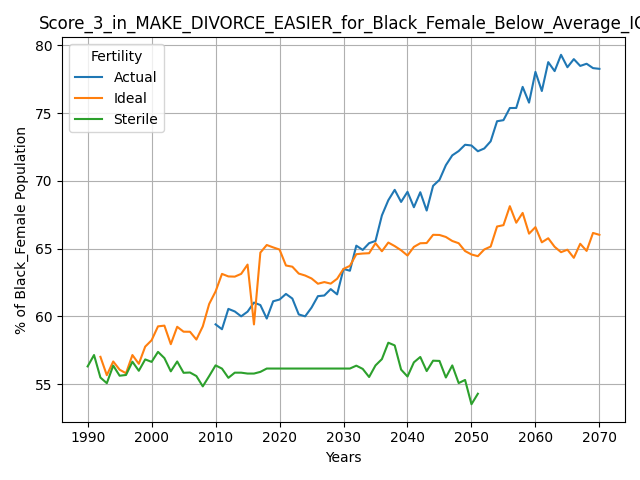 Score_3_in_MAKE_DIVORCE_EASIER_for_Black_Female_Below_Average_IQ
Fertility
Actual
Ideal
Sterile
% of Black_Female Population
80
75
70
65
60
55
1990 2000 2010 2020 2030 2040 2050 2060 2070
Years